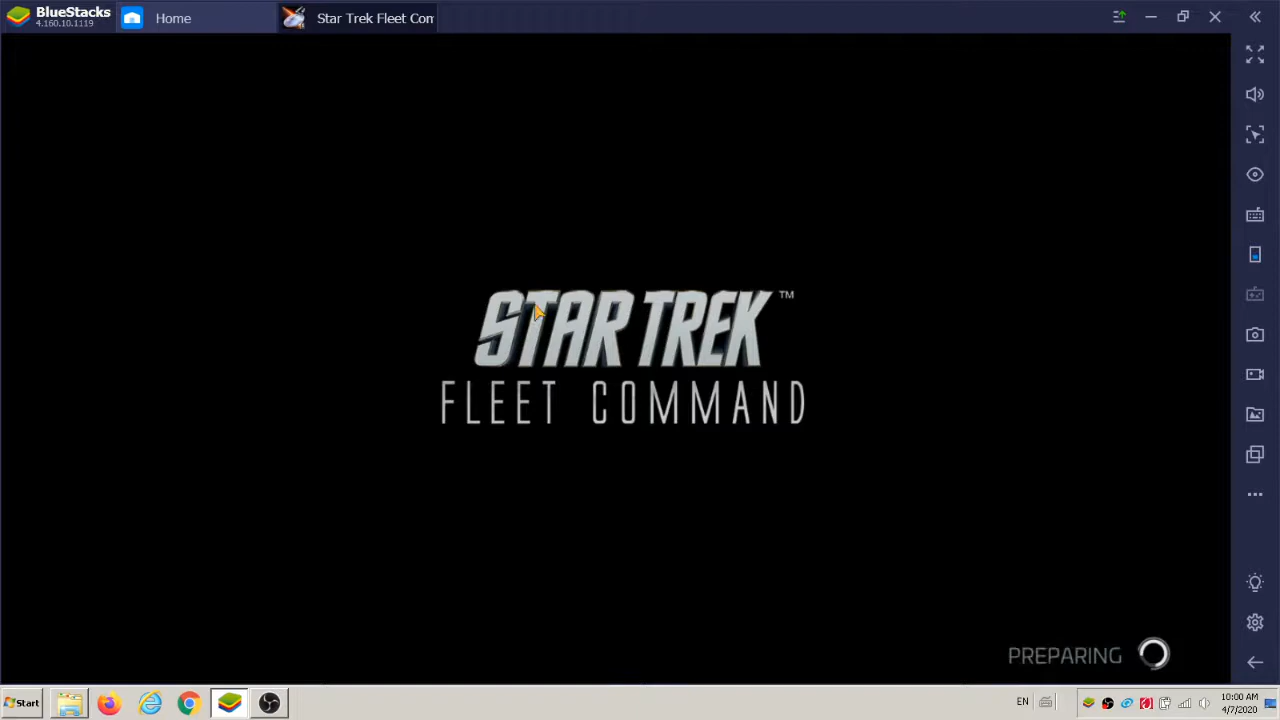 BlueStacks
4.160.10.1119
Home
Star Trek Fleet Con
STAR TREK ™
FLEET COMMAND
PREPARING
Start
EN
10:00 AM
4/7/2020